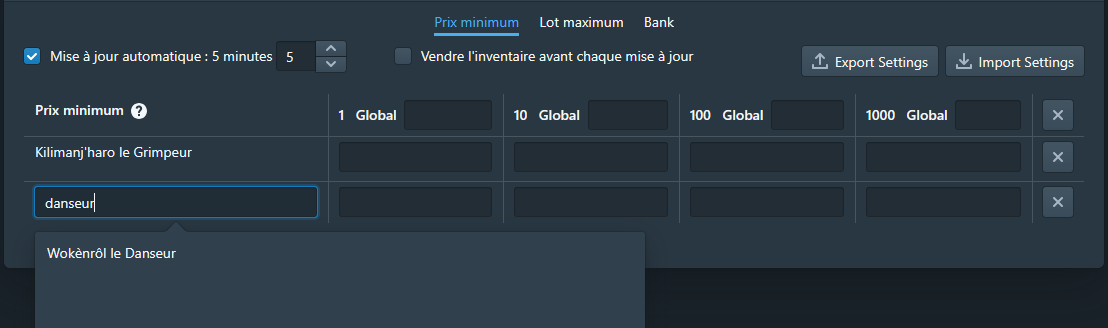 Prix minimum Lot maximum Bank
Mise à jour automatique : 5 minutes 5 Vendre l'inventaire avant chaque mise à jour Export Settings Import Settings
Prix minimum ? 1 Global 10 Global 100 Global 1000 Global
Kilimanj'haro le Grimpeur
danseur
Wokènrôl le Danseur